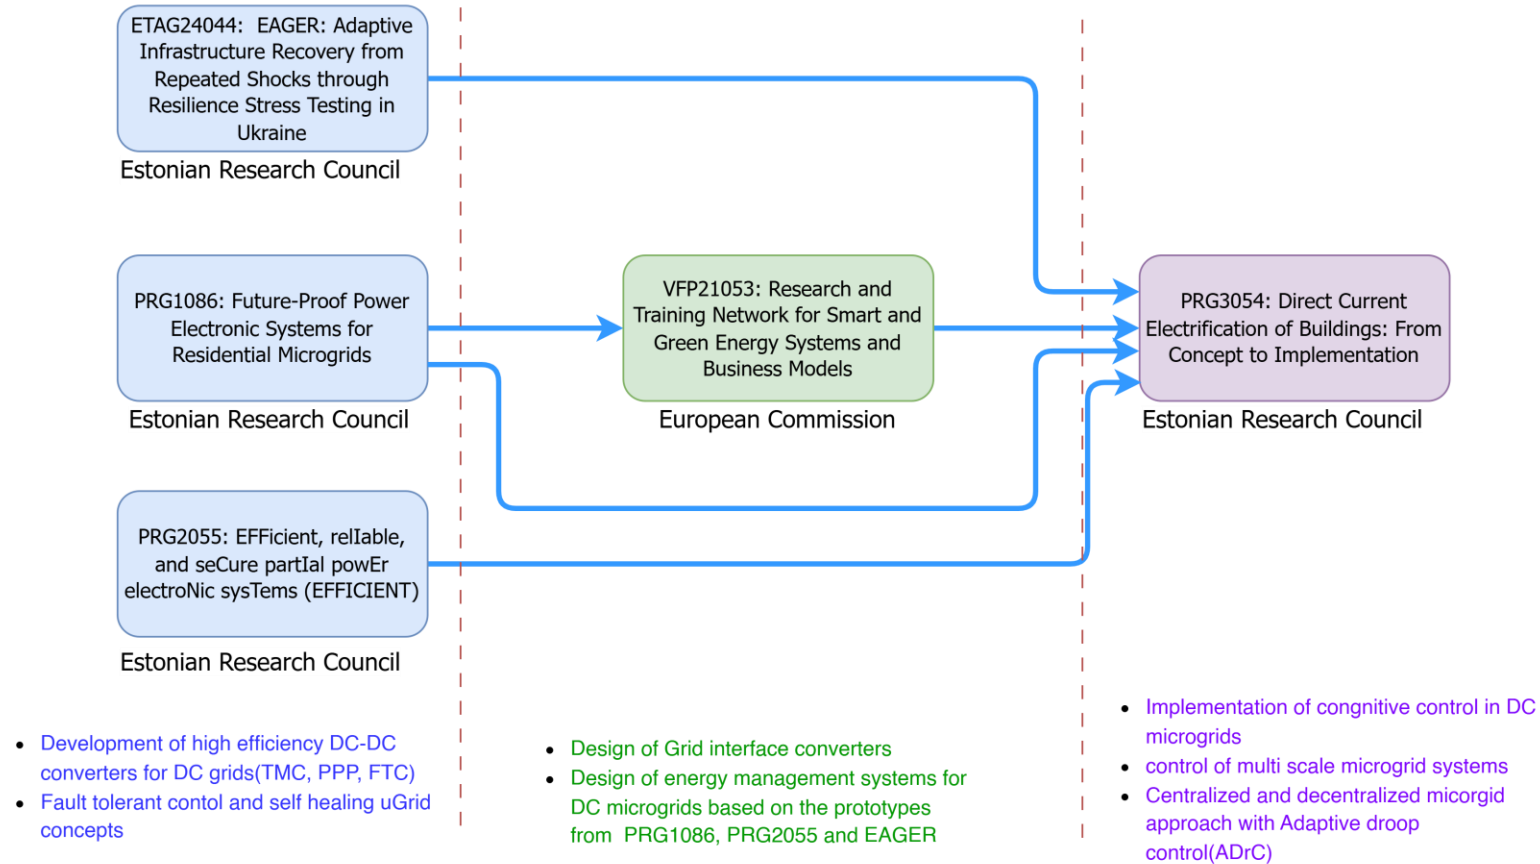 ETAG24044: EAGER: Adaptive
Infrastructure Recovery from
Repeated Shocks through
Resilience Stress Testing in
Ukraine
Estonian Research Council
PRG1086: Future-Proof Power
Electronic Systems for
Residential Microgrids
Estonian Research Council
PRG2055: EFFicient, relIable,
and seCure partIal powEr
electroNic sysTems (EFFICIENT)
Estonian Research Council
VFP21053: Research and
Training Network for Smart and
Green Energy Systems and
Business Models
European Commission
PRG3054: Direct Current
Electrification of Buildings: From
Concept to Implementation
Estonian Research Council
• Development of high efficiency DC-DC
converters for DC grids(TMC, PPP, FTC)
• Fault tolerant contol and self healing uGrid
concepts
• Design of Grid interface converters
• Design of energy management systems for
DC microgrids based on the prototypes
from PRG1086, PRG2055 and EAGER
• Implementation of congnitive control in DC
microgrids
• control of multi scale microgrid systems
• Centralized and decentralized micorgid
approach with Adaptive droop
control(ADrC)